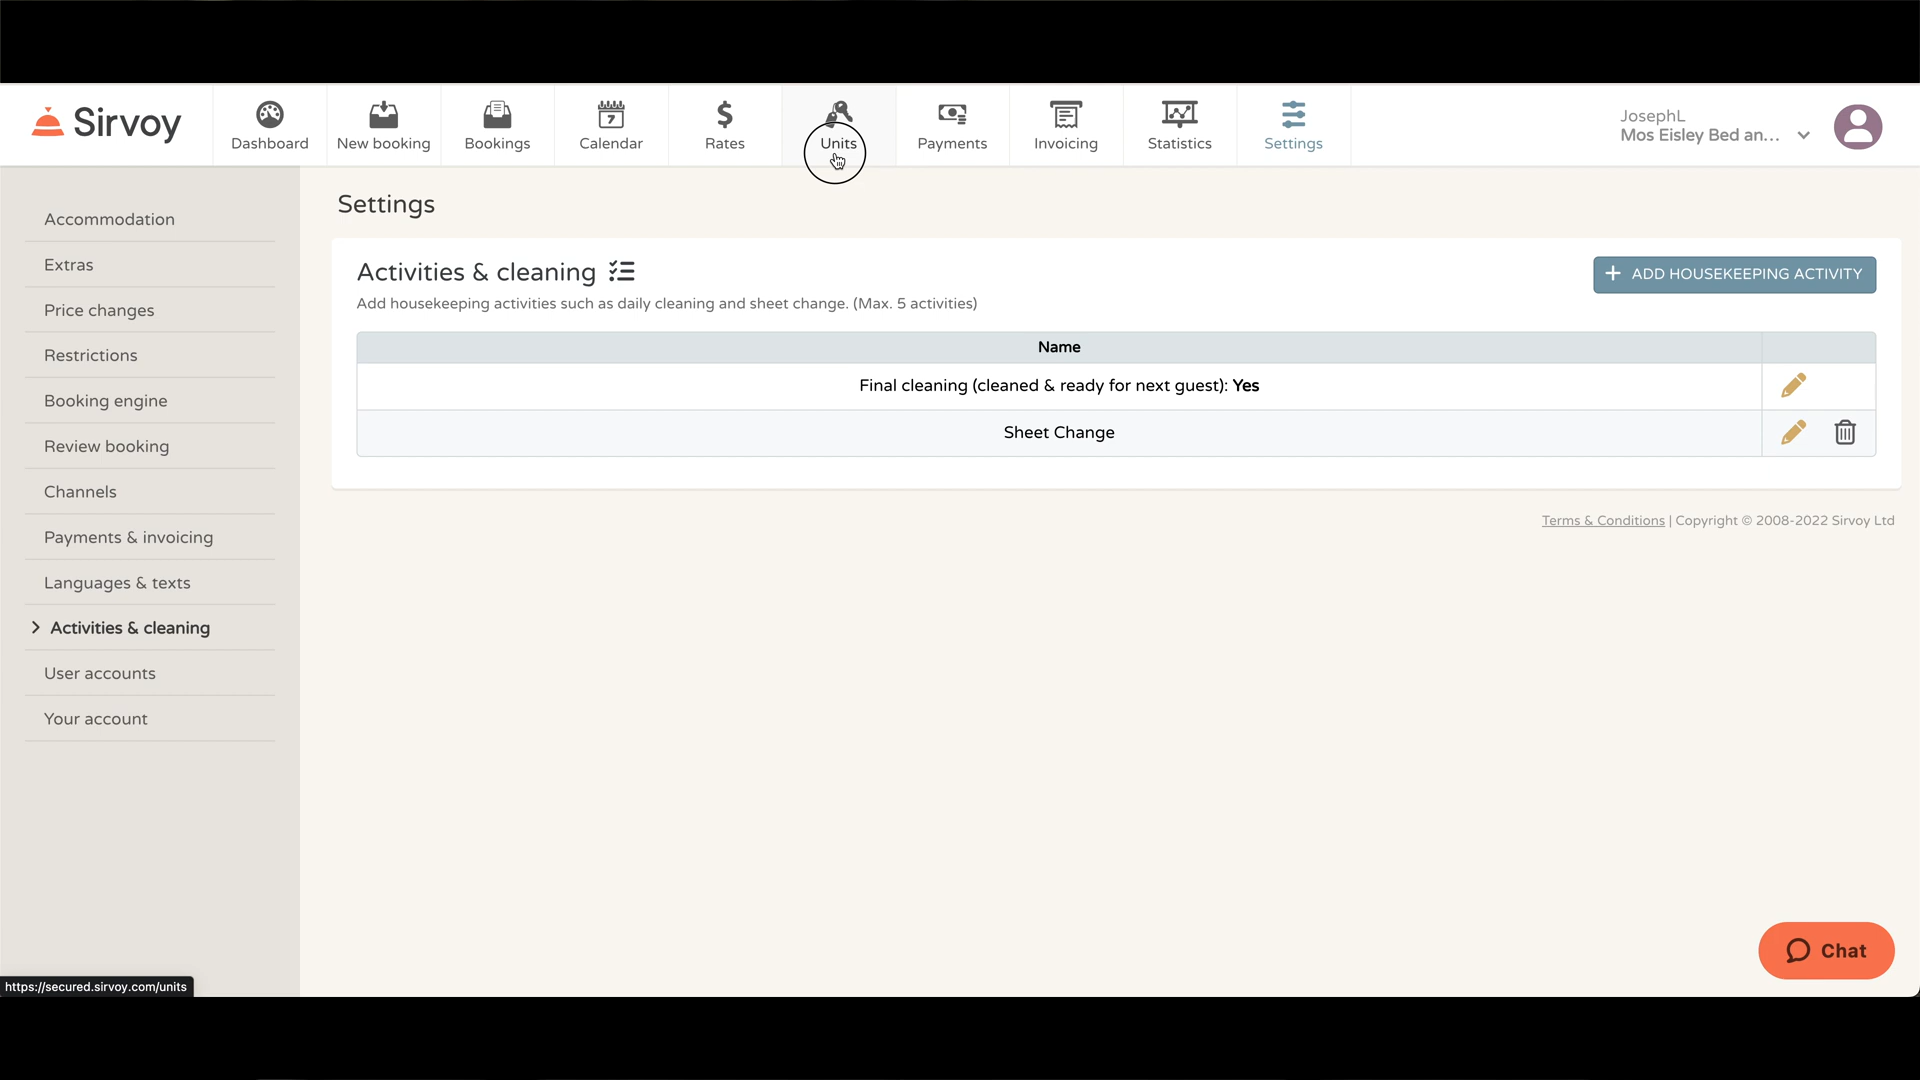 Sirvoy
Dashboard
New booking
Bookings
7
Calendar
$
Rates
Units
Payments
Invoicing
Statistics
Settings
JosephL
Mos Eisley Bed an...
Accommodation
Extras
Price changes
Restrictions
Booking engine
Review booking
Channels
Payments & invoicing
Languages & texts
Activities & cleaning
User accounts
Your account
Settings
Activities & cleaning
+ ADD HOUSEKEEPING ACTIVITY
Add housekeeping activities such as daily cleaning and sheet change. (Max. 5 activities)
Name
Final cleaning (cleaned & ready for next guest): Yes
Sheet Change
Terms & Conditions | Copyright © 2008-2022 Sirvoy Ltd
Chat
https://secured.sirvoy.com/units